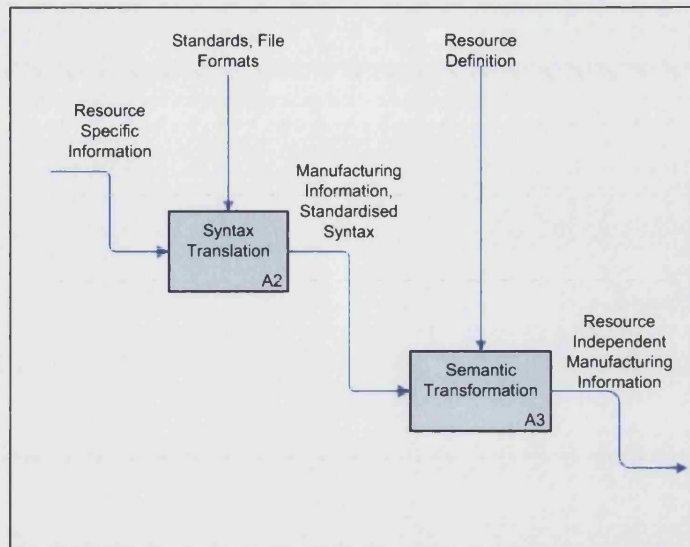 Standards, File
Formats
Resource
Definition
Resource
Specific
Information
Manufacturing
Information,
Standardised
Syntax
Syntax
Translation
A2
Resource
Independent
Manufacturing
Information
Semantic
Transformation
A3